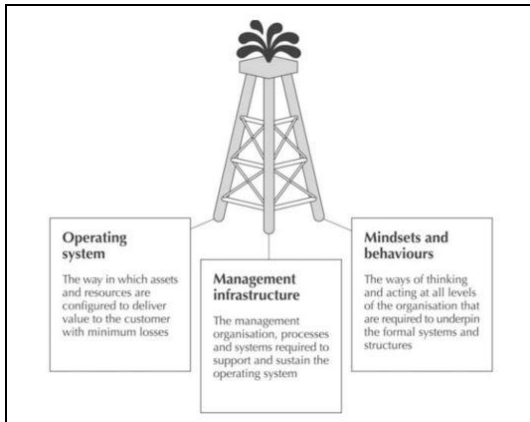 Operating
system
The way in which assets
and resources are
configured to deliver
value to the customer
with minimum losses
Management
infrastructure
The management
organisation, processes
and systems required to
support and sustain the
operating system
Mindsets and
behaviours
The ways of thinking
and acting at all levels
of the organisation that
are required to underpin
the formal systems and
structures